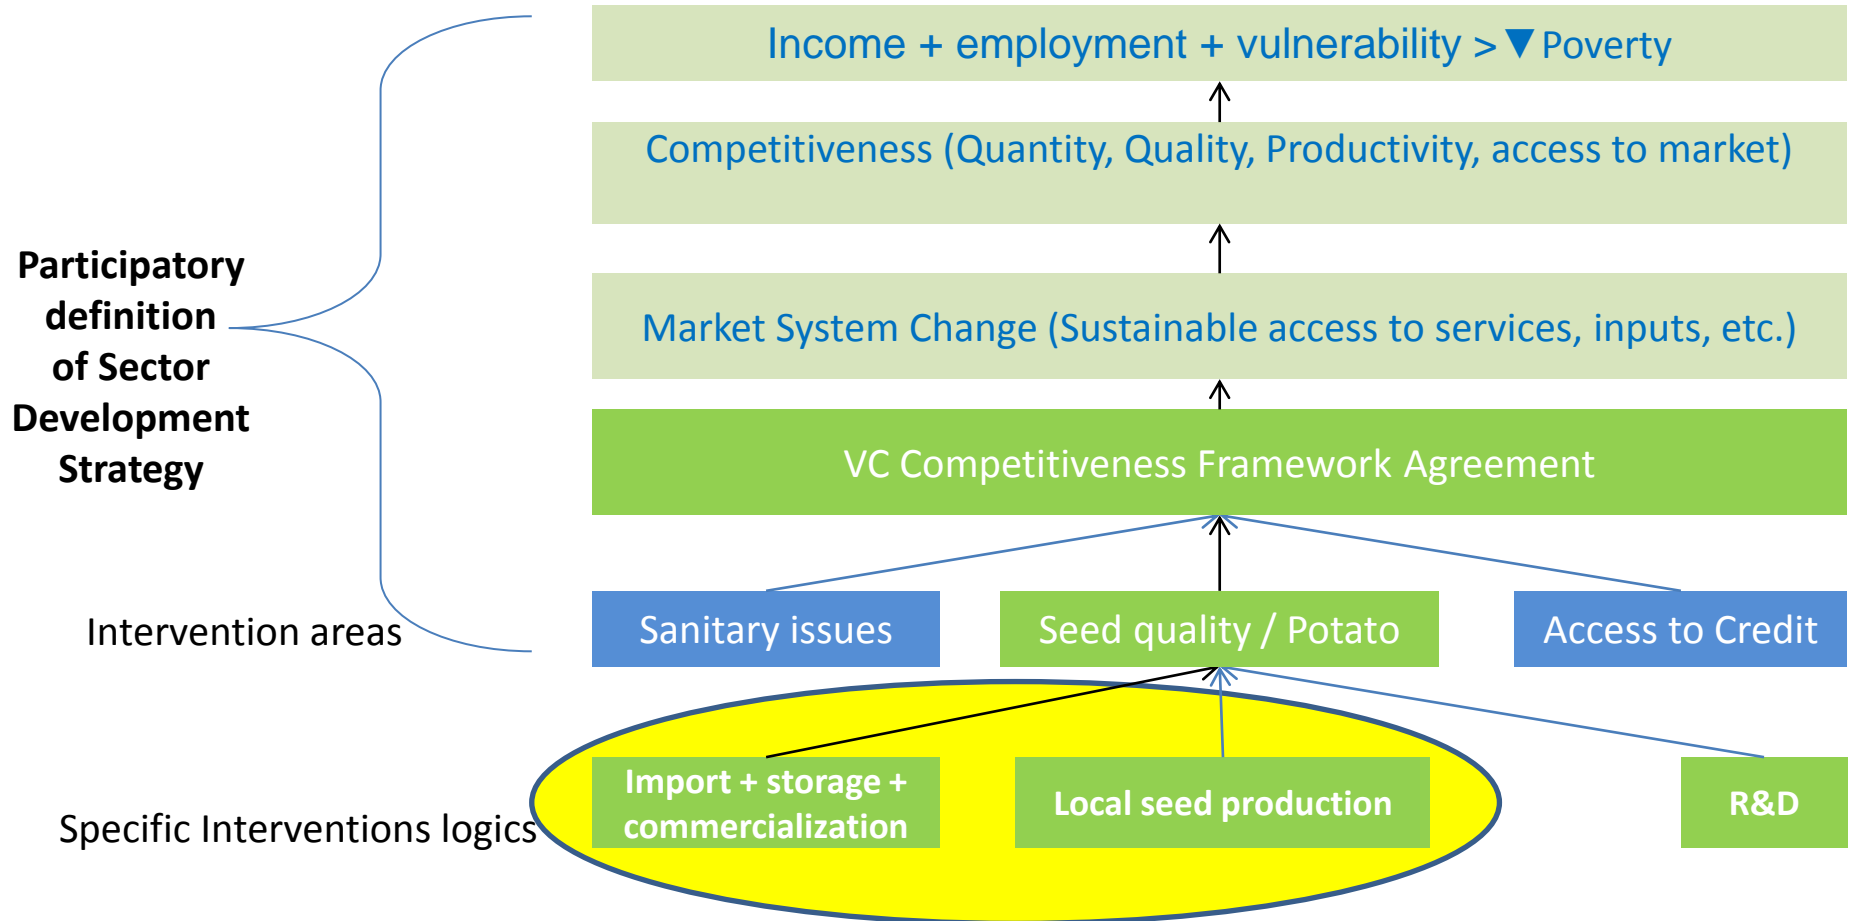 Income + employment + vulnerability > ▼ Poverty
Competitiveness (Quantity, Quality, Productivity, access to market)
Market System Change (Sustainable access to services, inputs, etc.)
Participatory
definition
of Sector
Development
Strategy
VC Competitiveness Framework Agreement
Intervention areas
Sanitary issues
Seed quality / Potato
Access to Credit
Specific Interventions logics
Import + storage +
commercialization
Local seed production
R&D